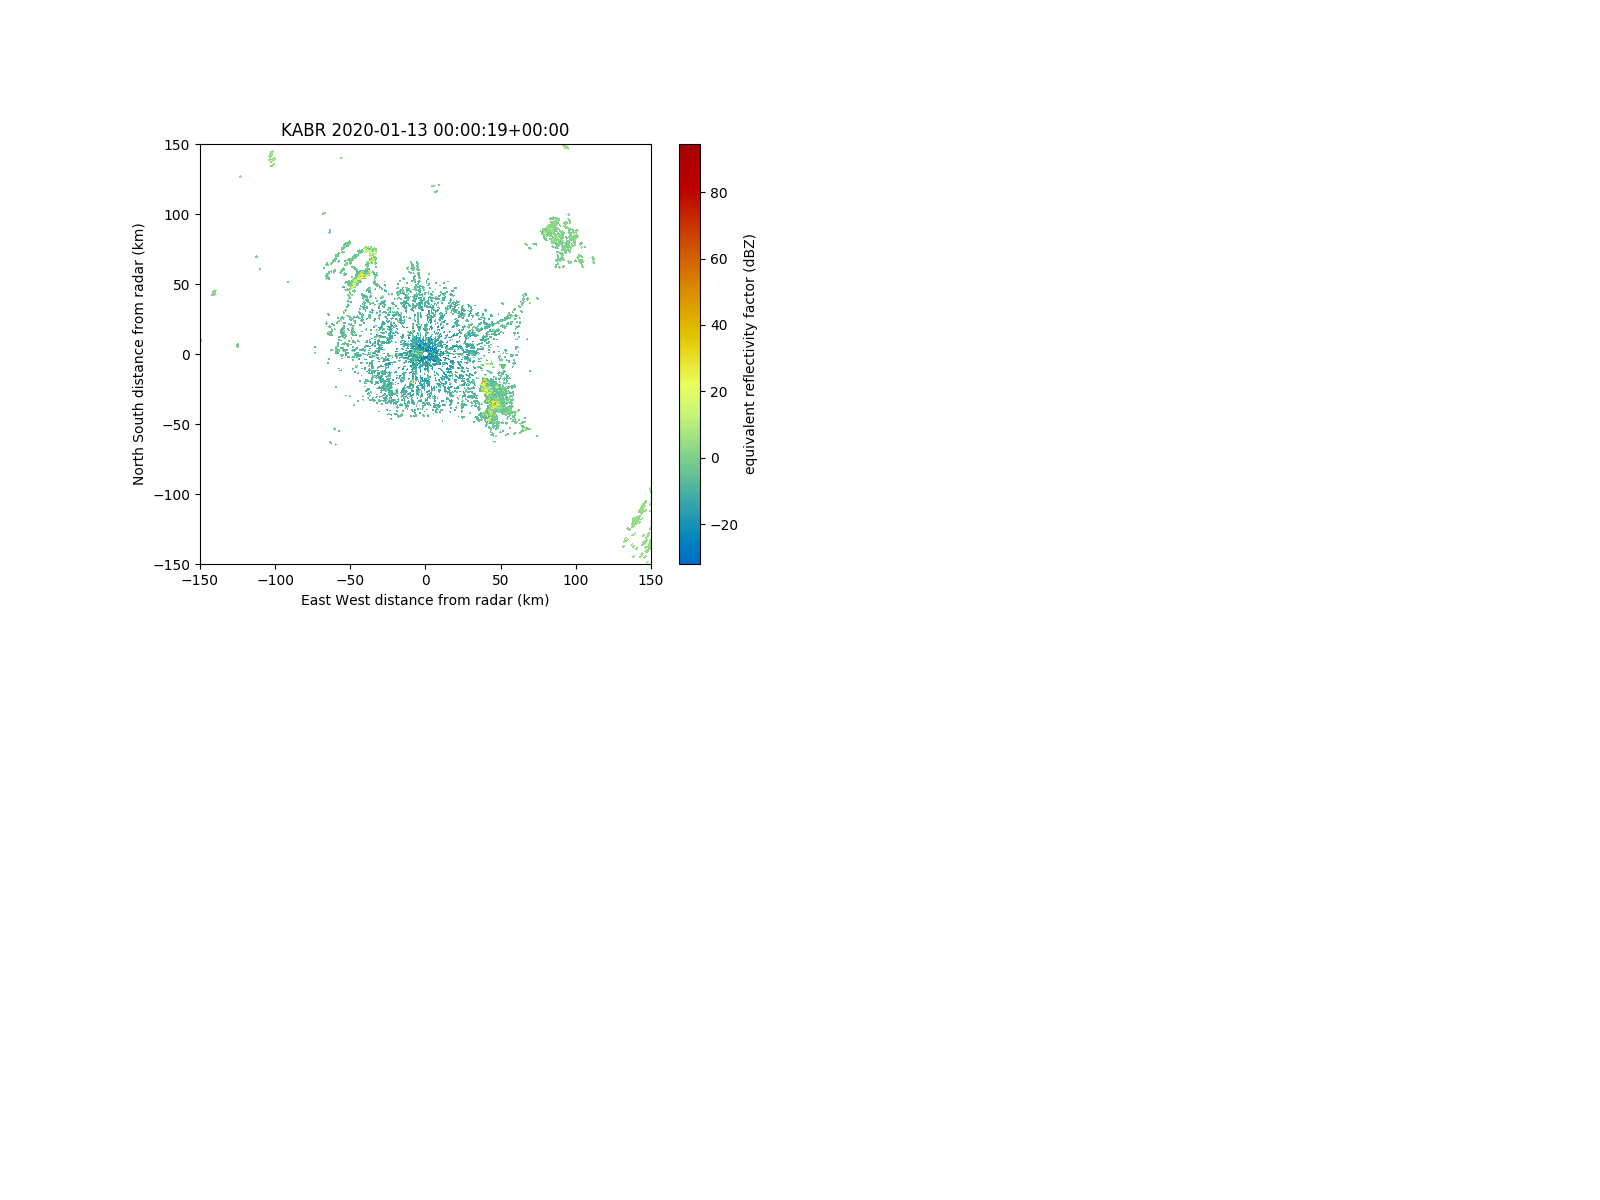 KABR 2020-01-13 00:00:19+00:00
150
100
50
0
−50
−100
−150
North South distance from radar (km)
−150 −100 −50 0 50 100 150
East West distance from radar (km)
80
60
40
20
0
−20
equivalent reflectivity factor (dBZ)